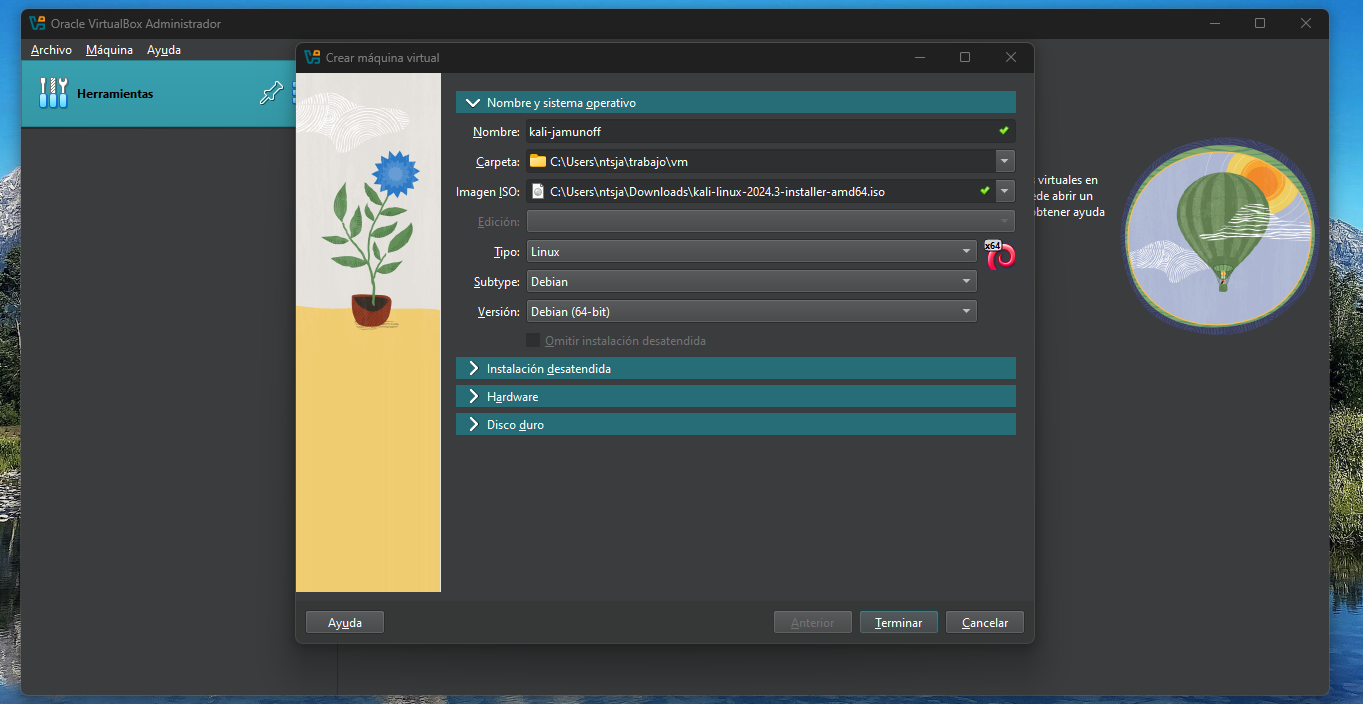 Oracle VirtualBox Administrador
Archivo Máquina Ayuda
Herramientas
Crear máquina virtual
Nombre y sistema operativo
Nombre: kali-jamunoff
Carpeta: C:\Users\ntsja\trabajo\vm
Imagen ISO: C:\Users\ntsja\Downloads\kali-linux-2024.3-installer-amd64.iso
Edición:
Tipo: Linux
x64
Subtype: Debian
Versión: Debian (64-bit)
Omitir instalación desatendida
Instalación desatendida
Hardware
Disco duro
Ayuda Anterior Terminar Cancelar
virtuales en
ede abrir un
obtener ayuda